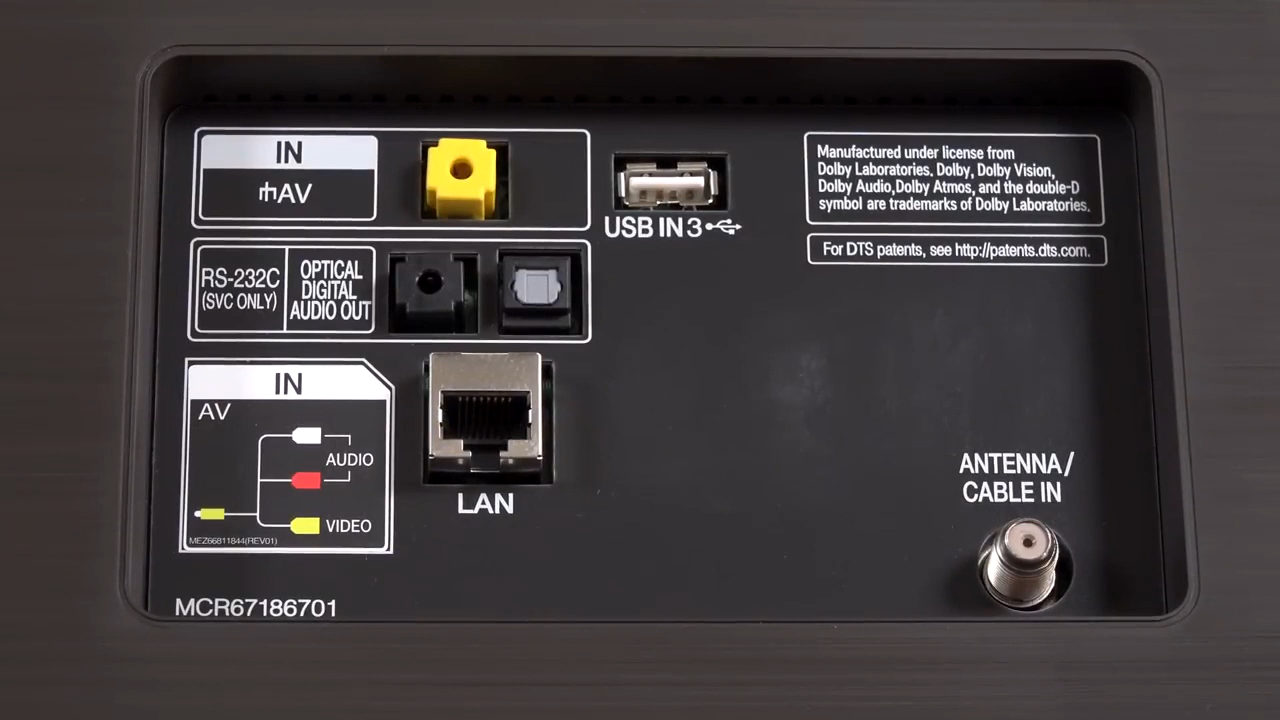 IN
AV
USB IN 3
Manufactured under license from
Dolby Laboratories. Dolby, Dolby Vision,
Dolby Audio, Dolby Atmos, and the double-D
symbol are trademarks of Dolby Laboratories.
For DTS patents, see http://patents.dts.com.
RS-232C
(SVC ONLY)
OPTICAL
DIGITAL
AUDIO OUT
IN
AV
AUDIO
VIDEO
MEZ66811844(REV01)
LAN
ANTENNA/
CABLE IN
MCR67186701